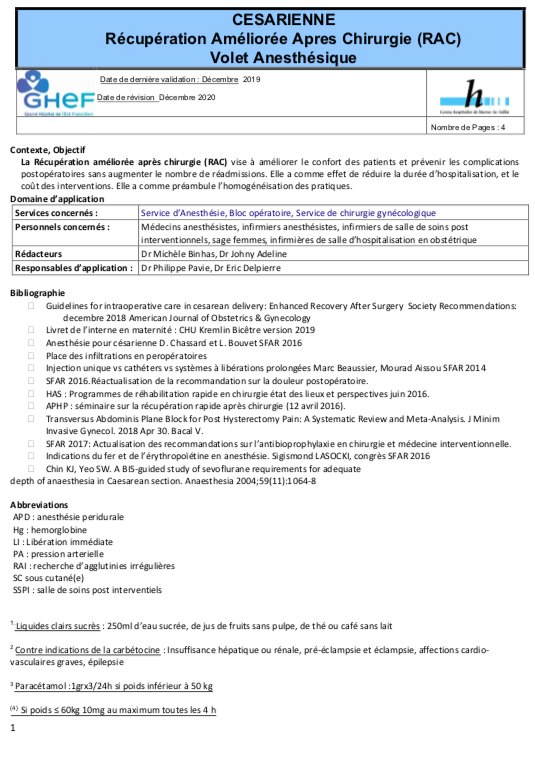 CESARIENNE
Récupération Améliorée Apres Chirurgie (RAC)
Volet Anesthésique
Date de dernière validation : Décembre 2019
GHEF
Grand Hôpital de l'Est Francilien
Date de révision Décembre 2020
h
Nombre de Pages : 4
Contexte, Objectif
La Récupération améliorée après chirurgie (RAC) vise à améliorer le confort des patients et prévenir les complications
postopératoires sans augmenter le nombre de réadmissions. Elle a comme effet de réduire la durée d'hospitalisation, et le
coût des interventions. Elle a comme préambule l'homogénéisation des pratiques.
Domaine d'application
Services concernés : Service d'Anesthésie, Bloc opératoire, Service de chirurgie gynécologique
Personnels concernés : Médecins anesthésistes, infirmiers anesthésistes, infirmiers de salle de soins post
interventionnels, sage femmes, infirmières de salle d'hospitalisation en obstétrique
Rédacteurs Dr Michèle Binhas, Dr Johny Adeline
Responsables d'application : Dr Philippe Pavie, Dr Eric Delpierre
Bibliographie
Guidelines for intraoperative care in cesarean delivery: Enhanced Recovery After Surgery Society Recommendations:
decembre 2018 American Journal of Obstetrics & Gynecology
Livret de l'interne en maternité : CHU Kremlin Bicêtre version 2019
Anesthésie pour césarienne D. Chassard et L. Bouvet SFAR 2016
Place des infiltrations en peropératoires
Injection unique vs cathéters vs systèmes à libérations prolongées Marc Beaussier, Mourad Aissou SFAR 2014
SFAR 2016.Réactualisation de la recommandation sur la douleur postopératoire.
HAS : Programmes de réhabilitation rapide en chirurgie état des lieux et perspectives juin 2016.
APHP : séminaire sur la récupération rapide après chirurgie (12 avril 2016).
Transversus Abdominis Plane Block for Post Hysterectomy Pain: A Systematic Review and Meta-Analysis. J Minim
Invasive Gynecol. 2018 Apr 30. Bacal V.
SFAR 2017: Actualisation des recommandations sur l'antibioprophylaxie en chirurgie et médecine interventionnelle.
Indications du fer et de l'érythropoïétine en anesthésie. Sigismond LASOCKI, congrès SFAR 2016
Chin KJ, Yeo SW. A BIS-guided study of sevoflurane requirements for adequate
depth of anaesthesia in Caesarean section. Anaesthesia 2004;59(11):1064-8
Abbreviations
APD : anesthésie peridurale
Hg : hemorglobine
LI : Libération immédiate
PA : pression arterielle
RAI : recherche d'agglutinies irrégulières
SC sous cutané(e)
SSPI : salle de soins post interventiels
1.Liquides clairs sucrès : 250ml d'eau sucrée, de jus de fruits sans pulpe, de thé ou café sans lait
2 Contre indications de la carbétocine : Insuffisance hépatique ou rénale, pré-éclampsie et éclampsie, affections cardio-
vasculaires graves, épilepsie
3 Paracétamol :1grx3/24h si poids inférieur à 50 kg
(4) Si poids ≤ 60kg 10mg au maximum toutes les 4 h
1